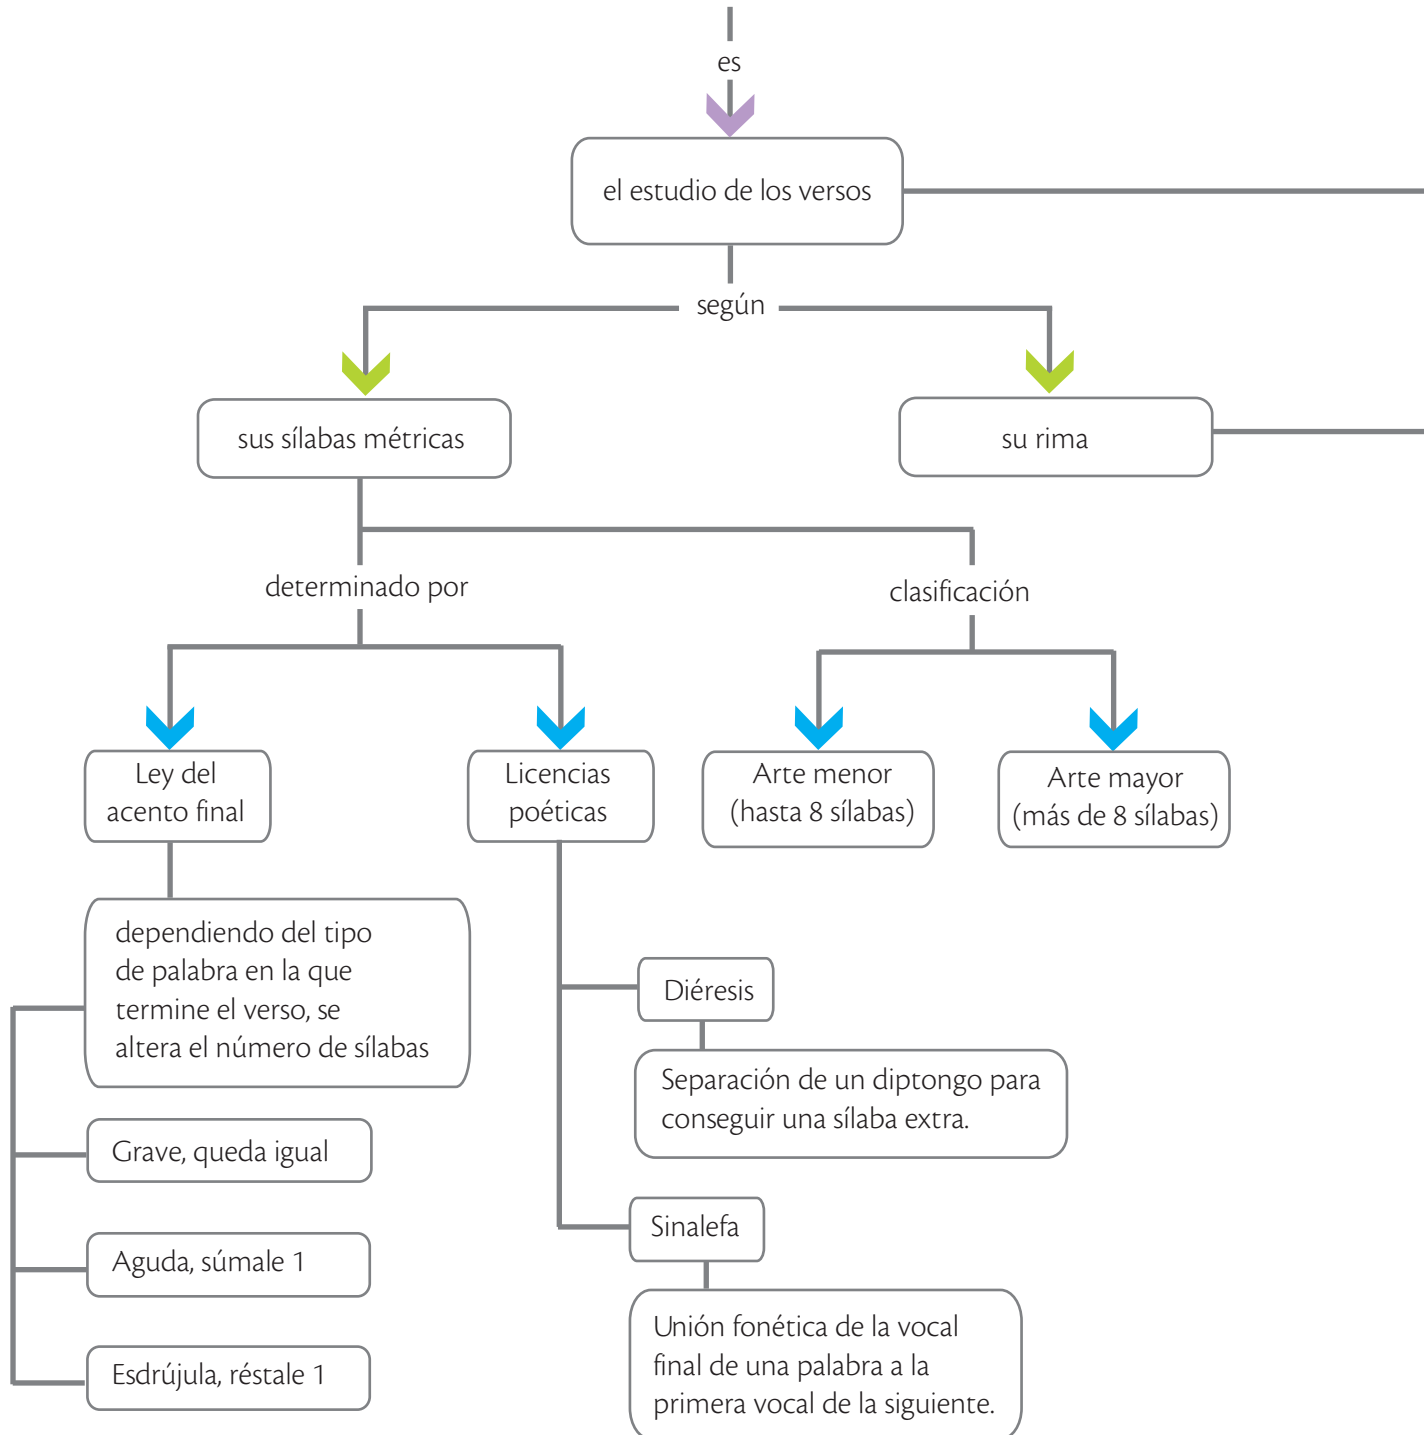 es
el estudio de los versos
según
sus sílabas métricas
su rima
determinado por
clasificación
Ley del
acento final
Licencias
poéticas
Arte menor
(hasta 8 sílabas)
Arte mayor
(más de 8 sílabas)
dependiendo del tipo
de palabra en la que
termine el verso, se
altera el número de sílabas
Grave, queda igual
Aguda, súmale 1
Esdrújula, réstale 1
Diéresis
Separación de un diptongo para
conseguir una sílaba extra.
Sinalefa
Unión fonética de la vocal
final de una palabra a la
primera vocal de la siguiente.